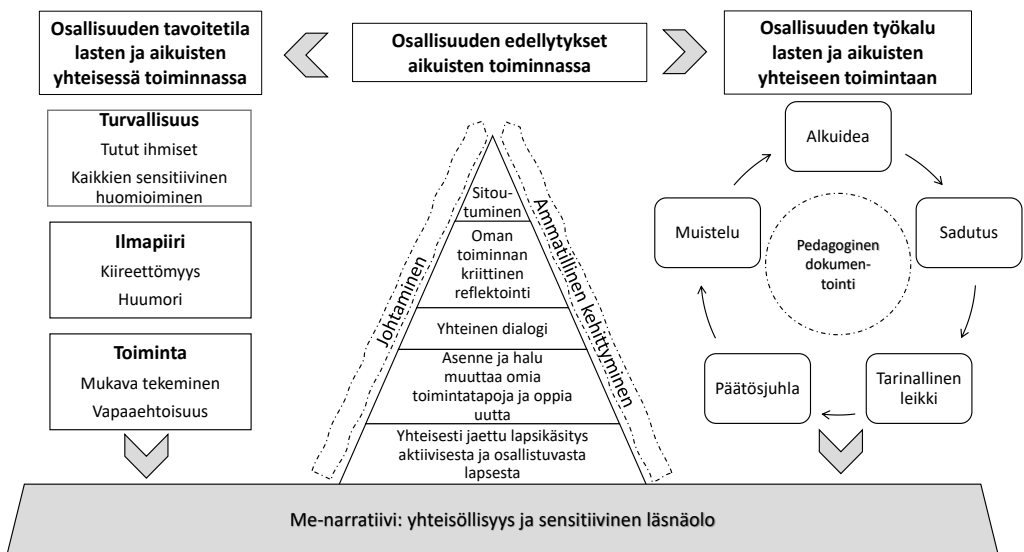 Osallisuuden tavoitetila
lasten ja aikuisten
yhteisessä toiminnassa
Osallisuuden edellytykset
aikuisten toiminnassa
Osallisuuden työkalu
lasten ja aikuisten
yhteiseen toimintaan
Turvallisuus
Tutut ihmiset
Kaikkien sensitiivinen
huomioiminen
Ilmapiiri
Kiireettömyys
Huumori
Toiminta
Mukava tekeminen
Vapaaehtoisuus
Johtaminen
Sitou-
tuminen
Oman
toiminnan
kriittinen
reflektointi
Yhteinen dialogi
Asenne ja halu
muuttaa omia
toimintatapoja ja oppia
uutta
Yhteisesti jaettu lapsikäsitys
aktiivisesta ja osallistuvasta
lapsesta
Ammatillinen kehittyminen
Alkuidea
Sadutus
Tarinallinen
leikki
Päätösjuhla
Muistelu
Pedagoginen
dokumen-
tointi
Me-narratiivi: yhteisöllisyys ja sensitiivinen läsnäolo